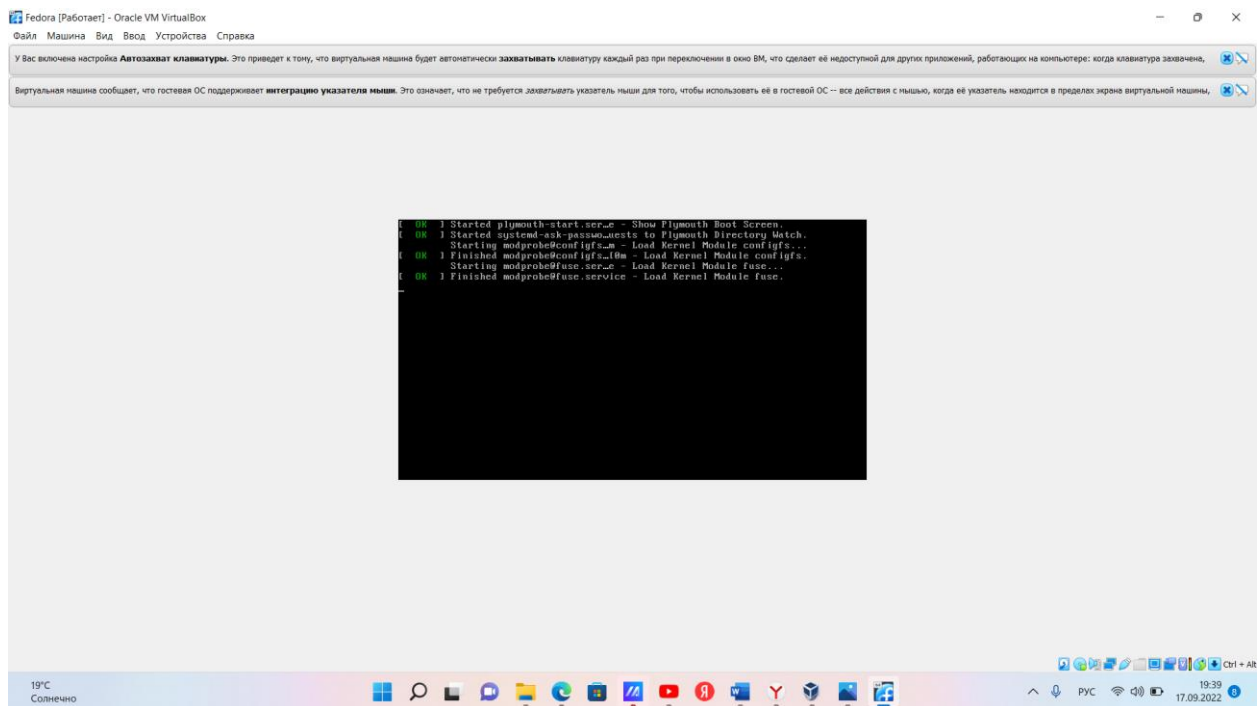 Fedora [Работает] - Oracle VM VirtualBox
Файл Машина Вид Ввод Устройства Справка
У Вас включена настройка Автозахват клавиатуры. Это приведет к тому, что виртуальная машина будет автоматически захватывать клавиатуру каждый раз при переключении в окно ВМ, что сделает её недоступной для других приложений, работающих на компьютере: когда клавиатура захвачена,
Виртуальная машина сообщает, что гостевая ОС поддерживает интеграцию указателя мыши. Это означает, что не требуется захватывать указатель мыши для того, чтобы использовать её в гостевой ОС -- все действия с мышью, когда её указатель находится в пределах экрана виртуальной машины,
[ OK ] Started plymouth-start.ser…e - Show Plymouth Boot Screen.
[ OK ] Started systemd-ask-passwo…uests to Plymouth Directory Watch.
Starting modprobe@configfs…m - Load Kernel Module configfs...
[ OK ] Finished modprobe@configfs…[0m - Load Kernel Module configfs.
Starting modprobe@fuse.ser…e - Load Kernel Module fuse...
[ OK ] Finished modprobe@fuse.service - Load Kernel Module fuse.
Ctrl + Alt
19°C
Солнечно
РУС
19:39
17.09.2022
8